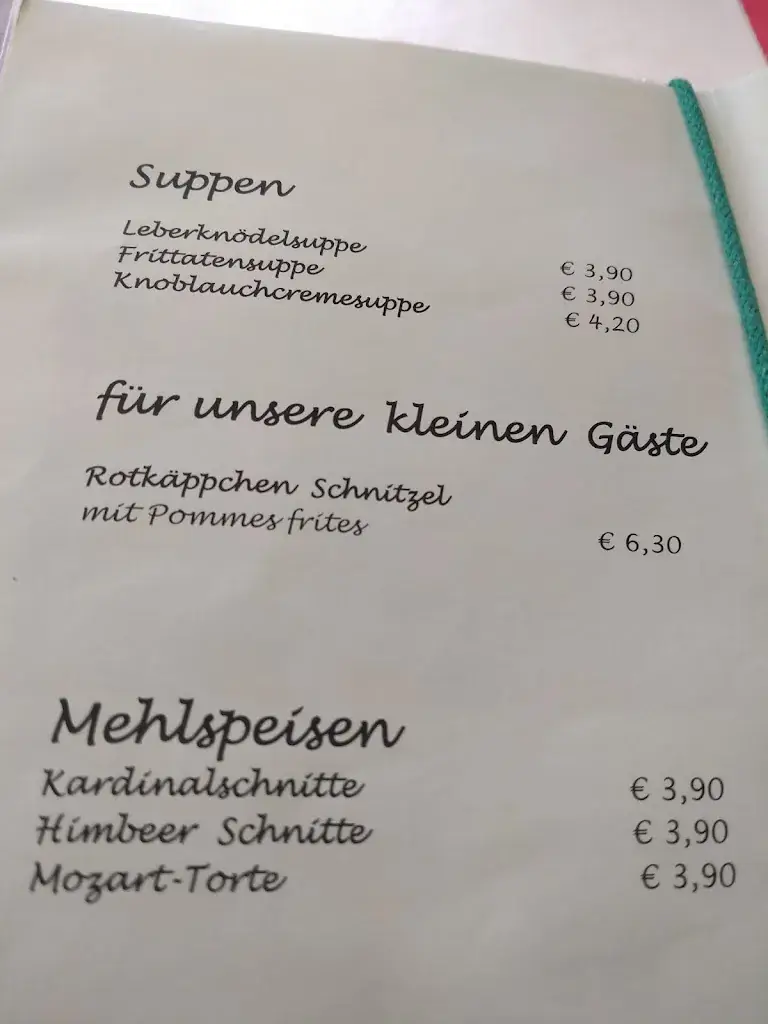 Suppen
Leberknödelsuppe € 3,90
Frittatensuppe € 3,90
Knoblauchcremesuppe € 4,20
für unsere kleinen Gäste
Rotkäppchen Schnitzel
mit Pommes frites € 6,30
Mehlspeisen
Kardinalschnitte € 3,90
Himbeer Schnitte € 3,90
Mozart-Torte € 3,90